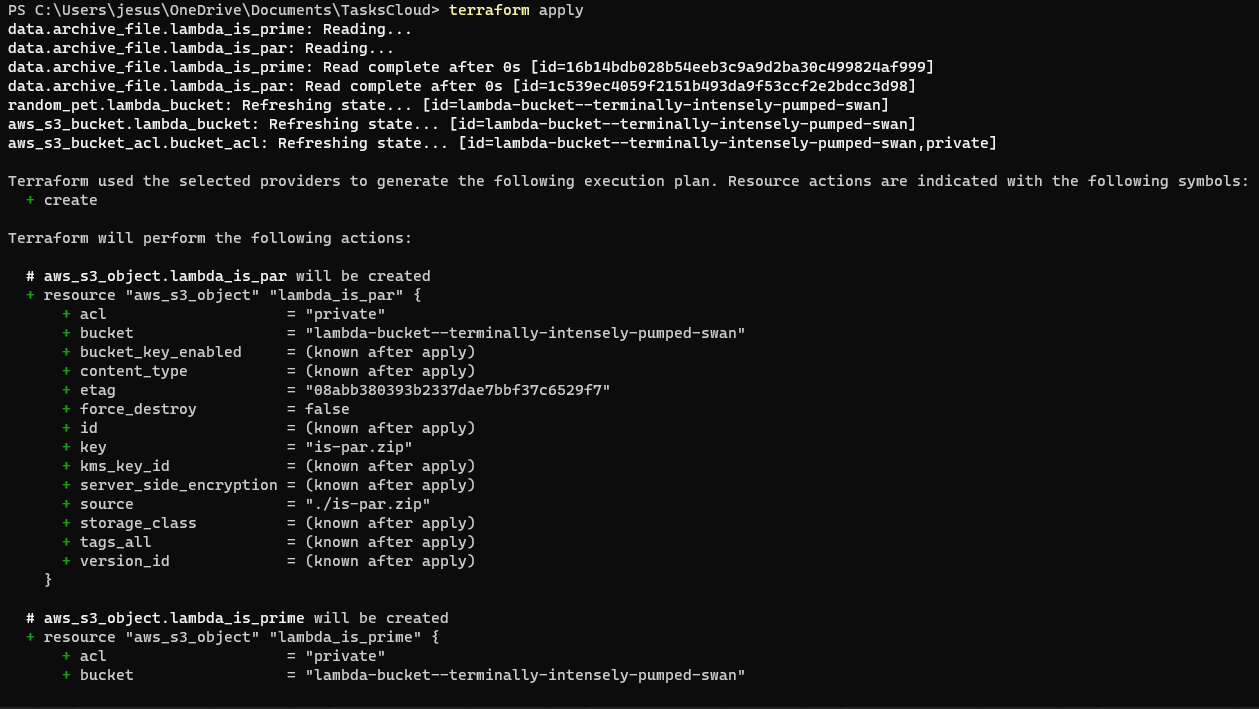 PS C:\Users\jesus\OneDrive\Documents\TasksCloud> terraform apply
data.archive_file.lambda_is_prime: Reading...
data.archive_file.lambda_is_par: Reading...
data.archive_file.lambda_is_prime: Read complete after 0s [id=16b14bdb028b54eeb3c9a9d2ba30c499824af999]
data.archive_file.lambda_is_par: Read complete after 0s [id=1c539ec4059f2151b493da9f53ccf2e2bdcc3d98]
random_pet.lambda_bucket: Refreshing state... [id=lambda-bucket--terminally-intensely-pumped-swan]
aws_s3_bucket.lambda_bucket: Refreshing state... [id=lambda-bucket--terminally-intensely-pumped-swan]
aws_s3_bucket_acl.bucket_acl: Refreshing state... [id=lambda-bucket--terminally-intensely-pumped-swan,private]

Terraform used the selected providers to generate the following execution plan. Resource actions are indicated with the following symbols:
  + create

Terraform will perform the following actions:

  # aws_s3_object.lambda_is_par will be created
  + resource "aws_s3_object" "lambda_is_par" {
      + acl                    = "private"
      + bucket                 = "lambda-bucket--terminally-intensely-pumped-swan"
      + bucket_key_enabled     = (known after apply)
      + content_type           = (known after apply)
      + etag                   = "08abb380393b2337dae7bbf37c6529f7"
      + force_destroy          = false
      + id                     = (known after apply)
      + key                    = "is-par.zip"
      + kms_key_id             = (known after apply)
      + server_side_encryption = (known after apply)
      + source                 = "./is-par.zip"
      + storage_class          = (known after apply)
      + tags_all               = (known after apply)
      + version_id             = (known after apply)
    }

  # aws_s3_object.lambda_is_prime will be created
  + resource "aws_s3_object" "lambda_is_prime" {
      + acl                    = "private"
      + bucket                 = "lambda-bucket--terminally-intensely-pumped-swan"